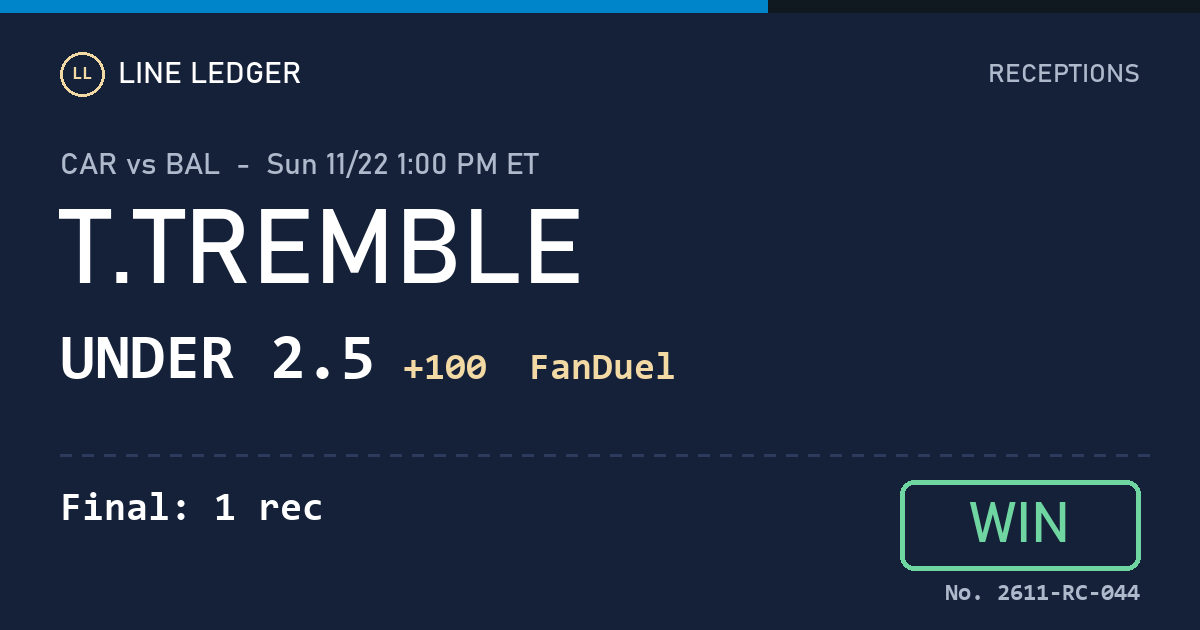 LL LINE LEDGER
RECEPTIONS
CAR vs BAL - Sun 11/22 1:00 PM ET
T.TREMBLE
UNDER 2.5 +100 FanDuel
Final: 1 rec
WIN
No. 2611-RC-044